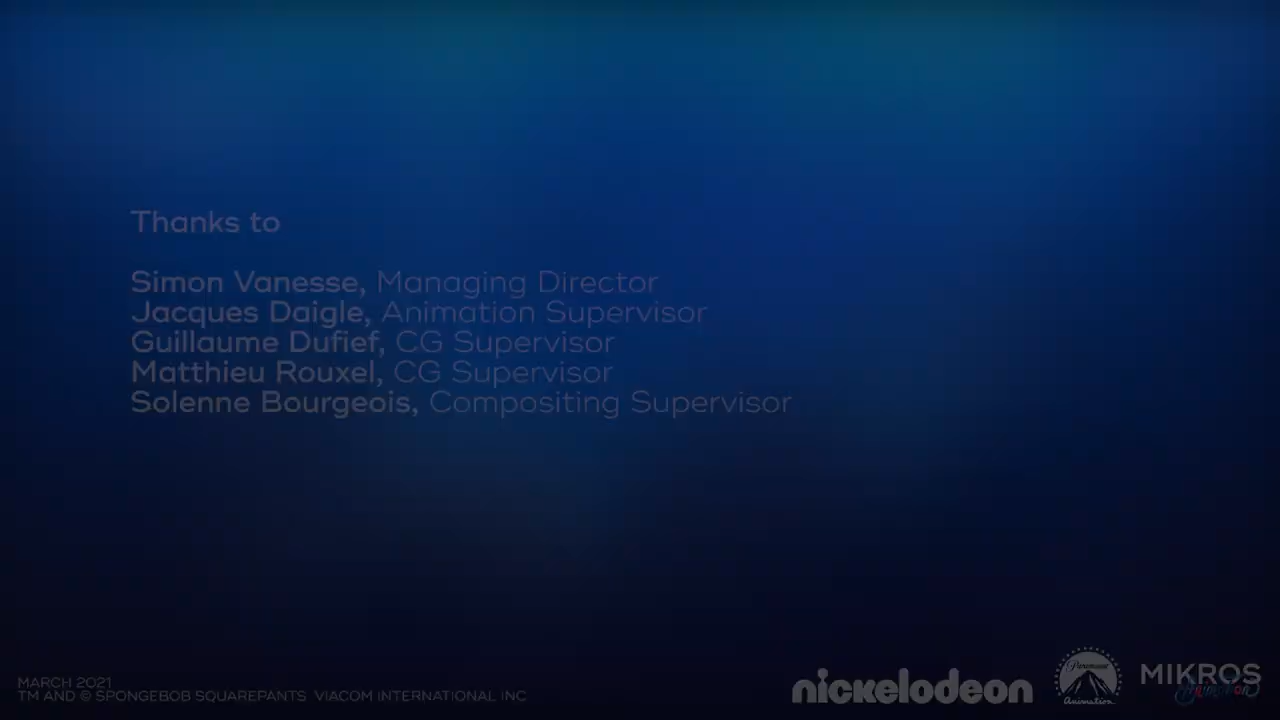 Thanks to
Simon Vanesse, Managing Director
Jacques Daigle, Animation Supervisor
Guillaume Dufief, CG Supervisor
Matthieu Rouxel, CG Supervisor
Solenne Bourgeois, Compositing Supervisor
MARCH 2021
TM AND © SPONGEBOB SQUAREPANTS VIACOM INTERNATIONAL INC
nickelodeon
Paramount
Animation
MIKROS
Animation